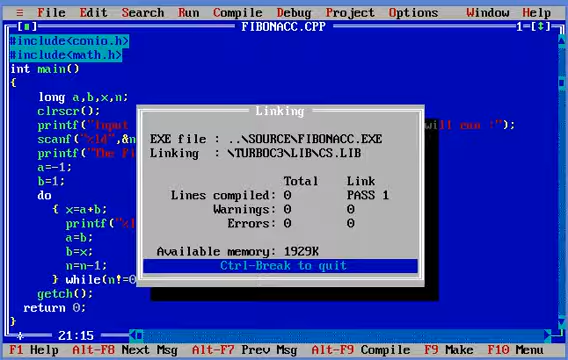 ≡ File Edit Search Run Compile Debug Project Options Window Help
[■] FIBONACC.CPP 1=[↕]
#include<conio.h>
#include<math.h>
int main()
{
long a,b,x,n;
clrscr();
printf("Input will end :");
scanf("%ld",&n
printf("The Fi
a=-1;
b=1;
do
{ x=a+b;
printf("%l
a=b;
b=x;
n=n-1;
} while(n!=0
getch();
return 0;
}
Linking
EXE file : ..\SOURCE\FIBONACC.EXE
Linking : \TURBOC3\LIB\CS.LIB
Total Link
Lines compiled: 0 PASS 1
Warnings: 0 0
Errors: 0 0
Available memory: 1929K
Ctrl-Break to quit
21:15
F1 Help Alt-F8 Next Msg Alt-F7 Prev Msg Alt-F9 Compile F9 Make F10 Menu